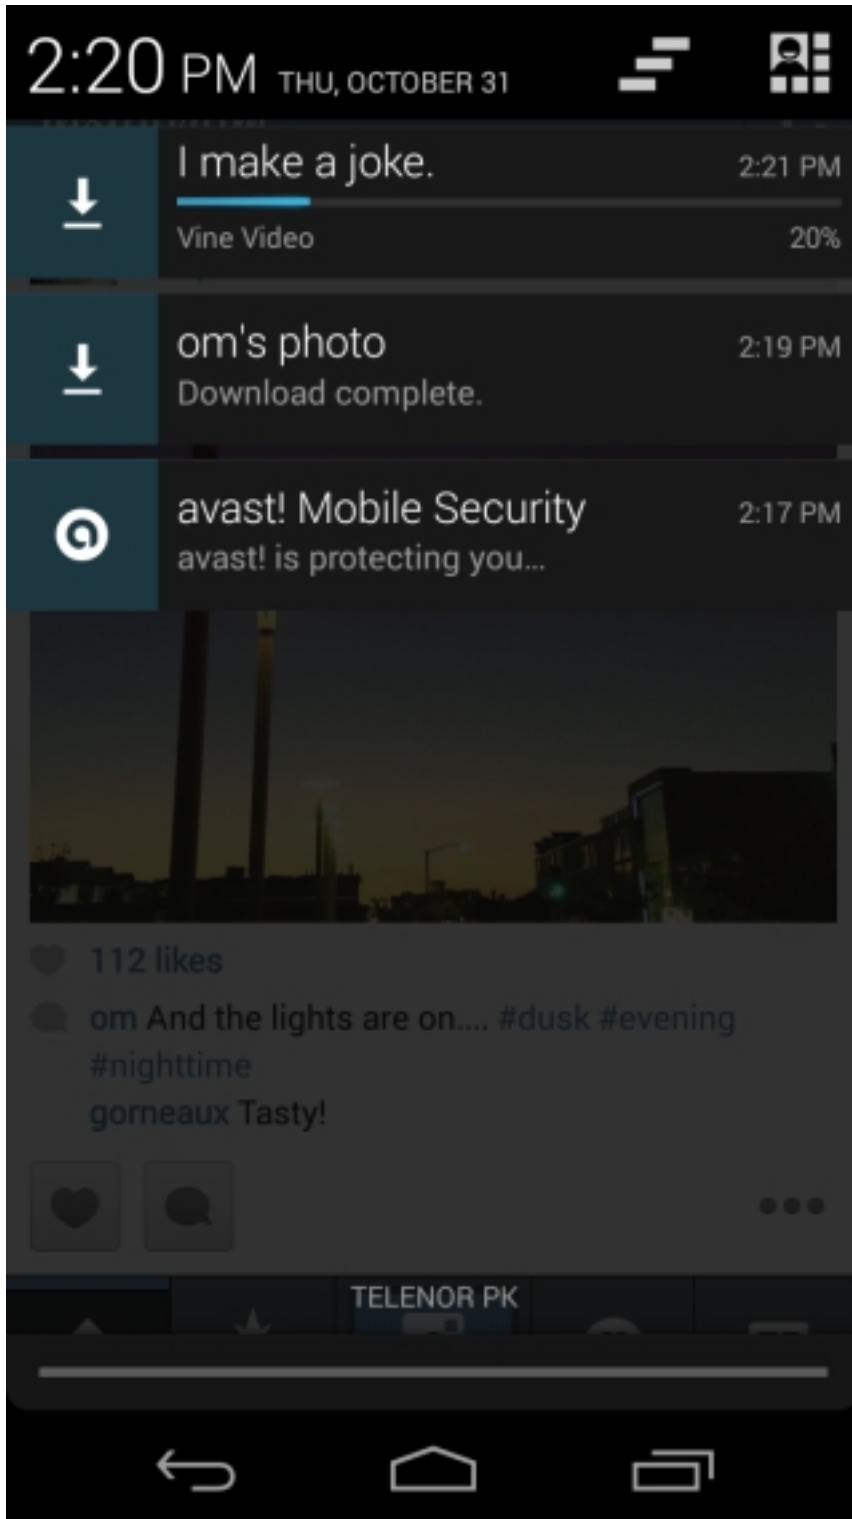 2:20 PM THU, OCTOBER 31
I make a joke. 2:21 PM
Vine Video 20%
om's photo 2:19 PM
Download complete.
avast! Mobile Security 2:17 PM
avast! is protecting you...
112 likes
om And the lights are on.... #dusk #evening
#nighttime
gorneaux Tasty!
TELENOR PK